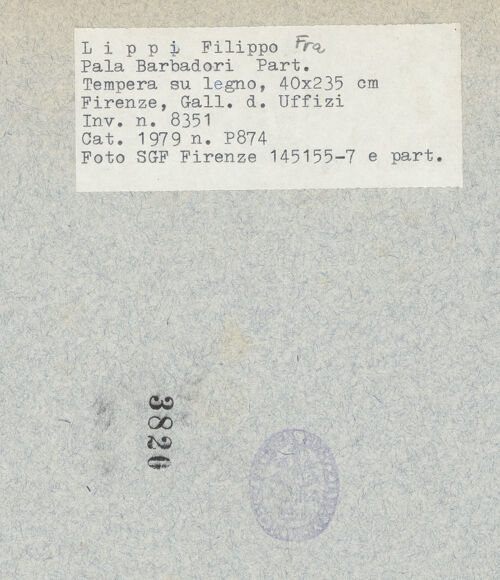 L i p p i  Filippo Fra
Pala Barbadori  Part.
Tempera su legno, 40x235 cm
Firenze, Gall. d. Uffizi
Inv. n. 8351
Cat. 1979 n. P874
Foto SGF Firenze 145155-7 e part.
3820